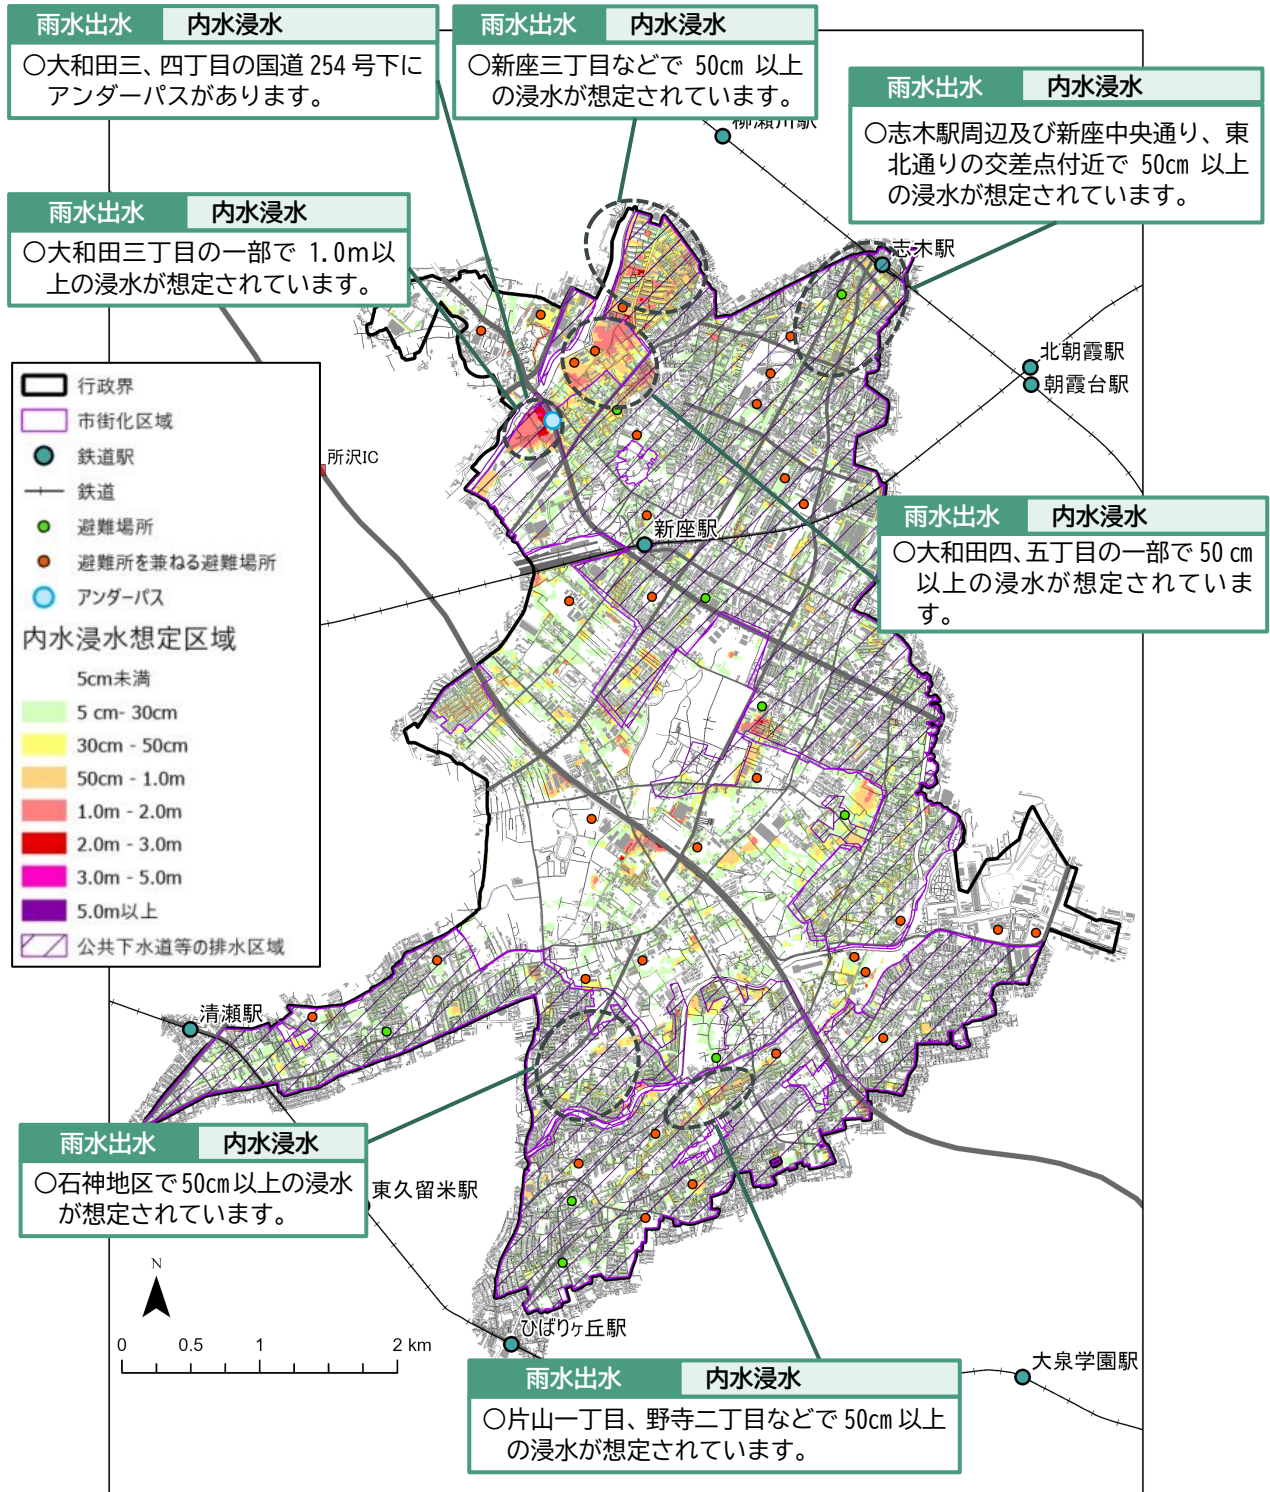 雨水出水 内水浸水
○大和田三、四丁目の国道 254 号下に
アンダーパスがあります。
雨水出水 内水浸水
○新座三丁目などで 50cm 以上
の浸水が想定されています。
雨水出水 内水浸水
○志木駅周辺及び新座中央通り、東
北通りの交差点付近で 50cm 以上
の浸水が想定されています。
雨水出水 内水浸水
○大和田三丁目の一部で 1.0m以
上の浸水が想定されています。
柳瀬川駅
志木駅
北朝霞駅
朝霞台駅
所沢IC
新座駅
行政界
市街化区域
鉄道駅
鉄道
避難場所
避難所を兼ねる避難場所
アンダーパス
内水浸水想定区域
5cm未満
5 cm- 30cm
30cm - 50cm
50cm - 1.0m
1.0m - 2.0m
2.0m - 3.0m
3.0m - 5.0m
5.0m以上
公共下水道等の排水区域
雨水出水 内水浸水
○大和田四、五丁目の一部で 50 cm
以上の浸水が想定されていま
す。
清瀬駅
雨水出水 内水浸水
○石神地区で 50cm 以上の浸水
が想定されています。
東久留米駅
N
0 0.5 1 2 km
ひばりヶ丘駅
大泉学園駅
雨水出水 内水浸水
○片山一丁目、野寺二丁目などで 50cm 以上
の浸水が想定されています。